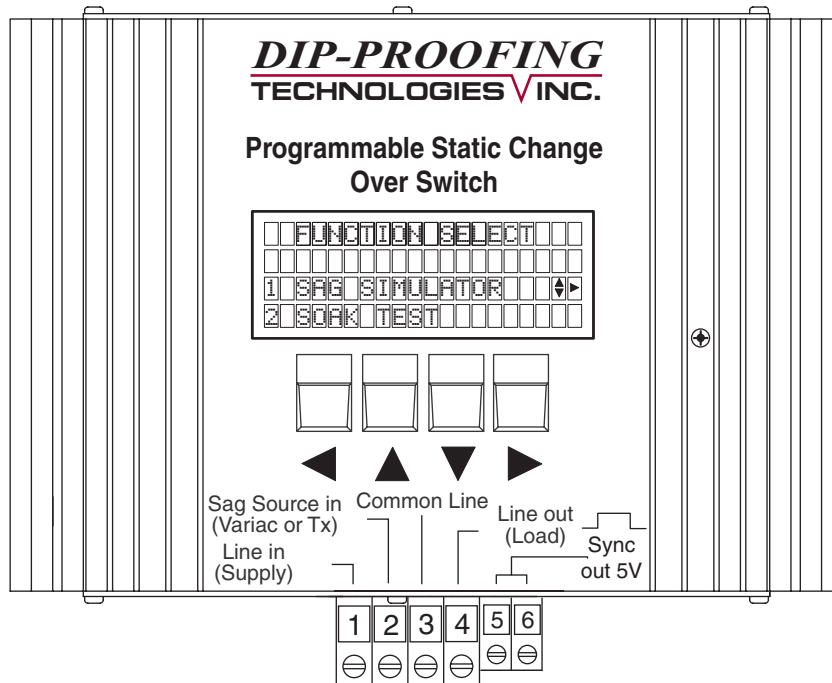 DIP-PROOFING
TECHNOLOGIES INC.
Programmable Static Change
Over Switch
FUNCTION SELECT
1 SAG SIMULATOR
2 SOAK TEST
Sag Source in
(Variac or Tx)
Common Line
Line out
(Load)
Line in
(Supply)
Sync
out 5V
1 2 3 4 5 6